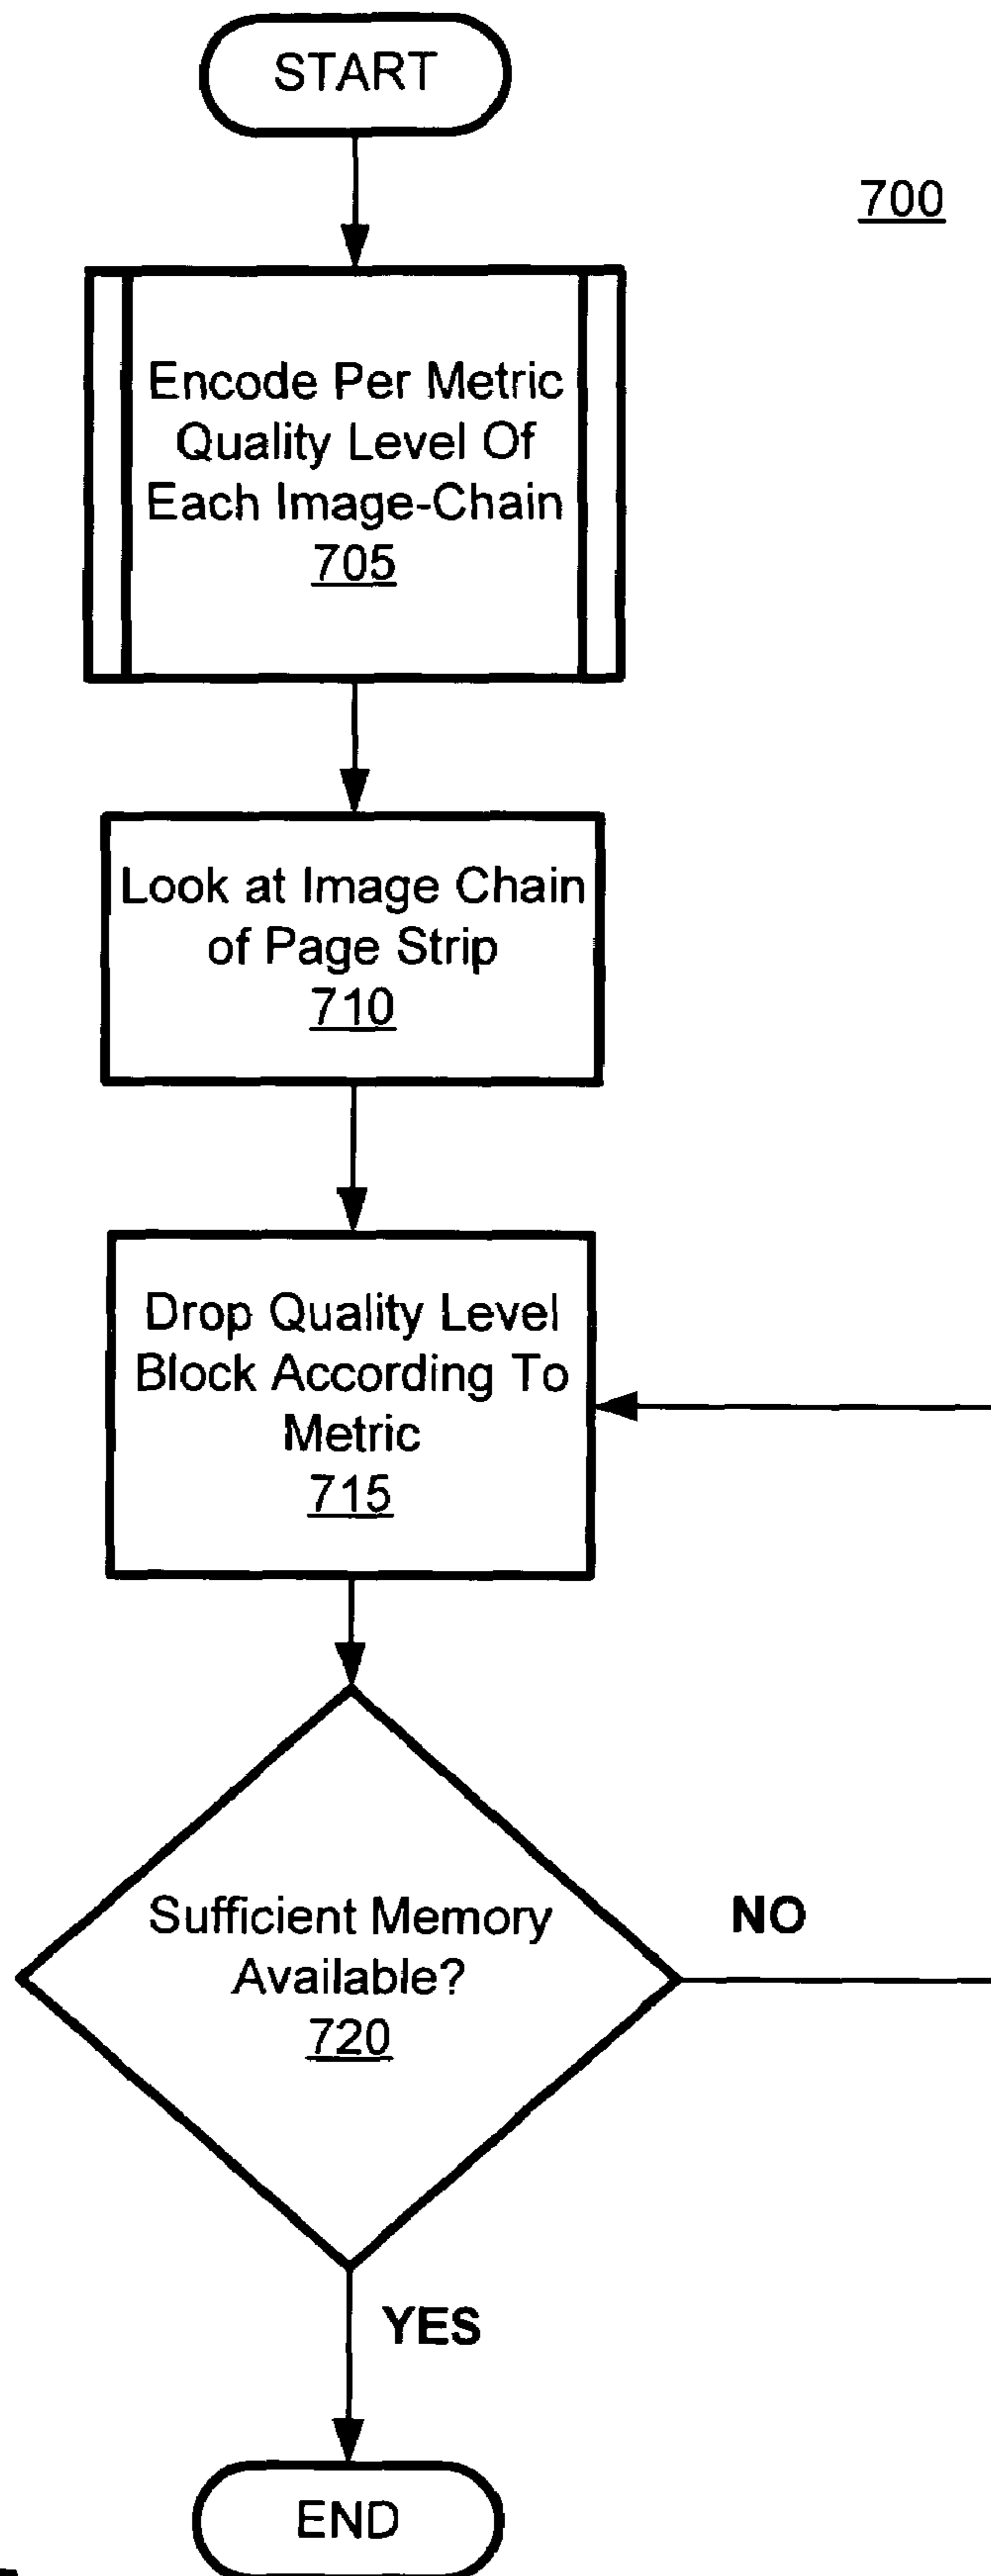 START
700
Encode Per Metric
Quality Level Of
Each Image-Chain
705
Look at Image Chain
of Page Strip
710
Drop Quality Level
Block According To
Metric
715
Sufficient Memory
Available?
720
NO
YES
END